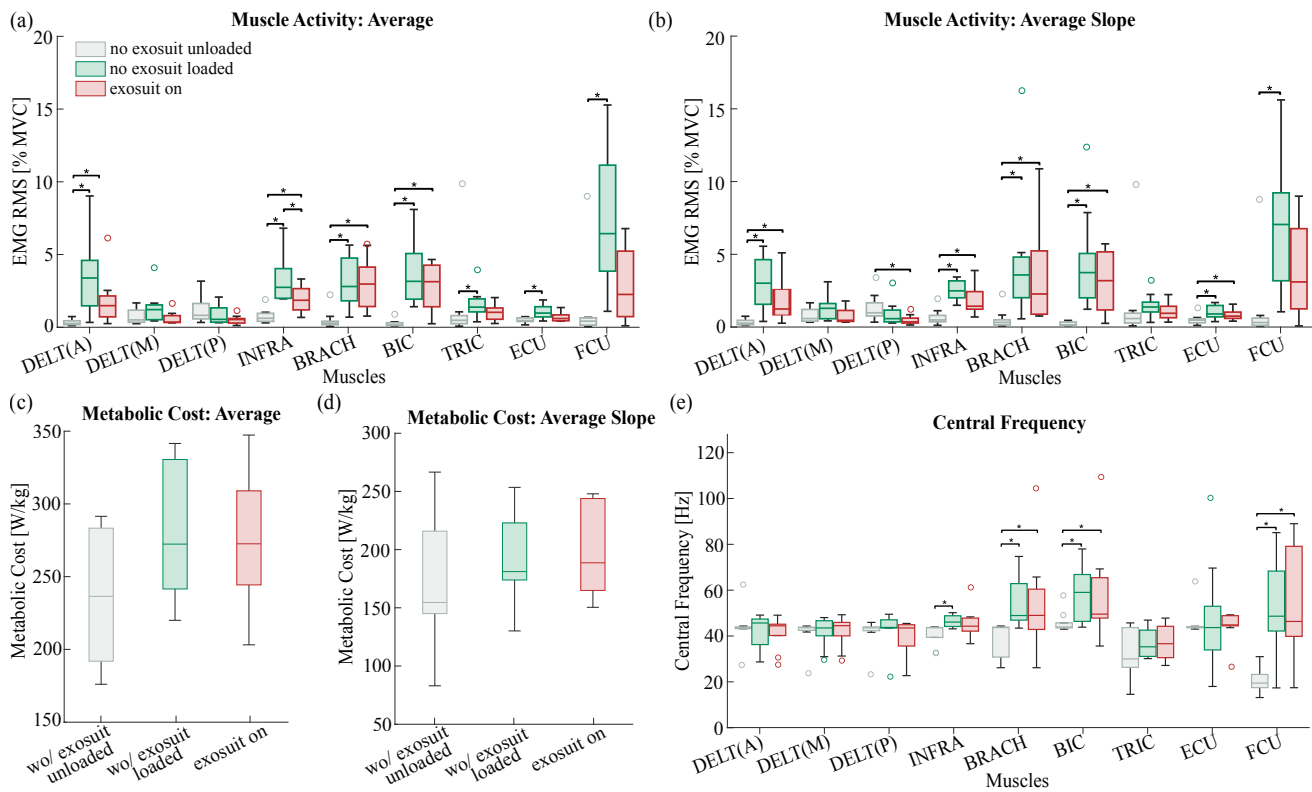 (a)
Muscle Activity: Average
EMG RMS [% MVC]
20
15
10
5
0
no exosuit unloaded
no exosuit loaded
exosuit on
* * * * * * * * * * * *
DELT(A) DELT(M) DELT(P) INFRA BRACH BIC TRIC ECU FCU
Muscles
(b)
Muscle Activity: Average Slope
EMG RMS [% MVC]
20
15
10
5
0
* * * * * * * * * * * *
DELT(A) DELT(M) DELT(P) INFRA BRACH BIC TRIC ECU FCU
Muscles
(c)
Metabolic Cost: Average
Metabolic Cost [W/kg]
350
300
250
200
150
wo/ exosuit
unloaded
wo/ exosuit
loaded
exosuit on
(d)
Metabolic Cost: Average Slope
Metabolic Cost [W/kg]
300
250
200
150
100
50
wo/ exosuit
unloaded
wo/ exosuit
loaded
exosuit on
(e)
Central Frequency
Central Frequency [Hz]
120
100
80
60
40
20
0
* * * * * * *
DELT(A) DELT(M) DELT(P) INFRA BRACH BIC TRIC ECU FCU
Muscles